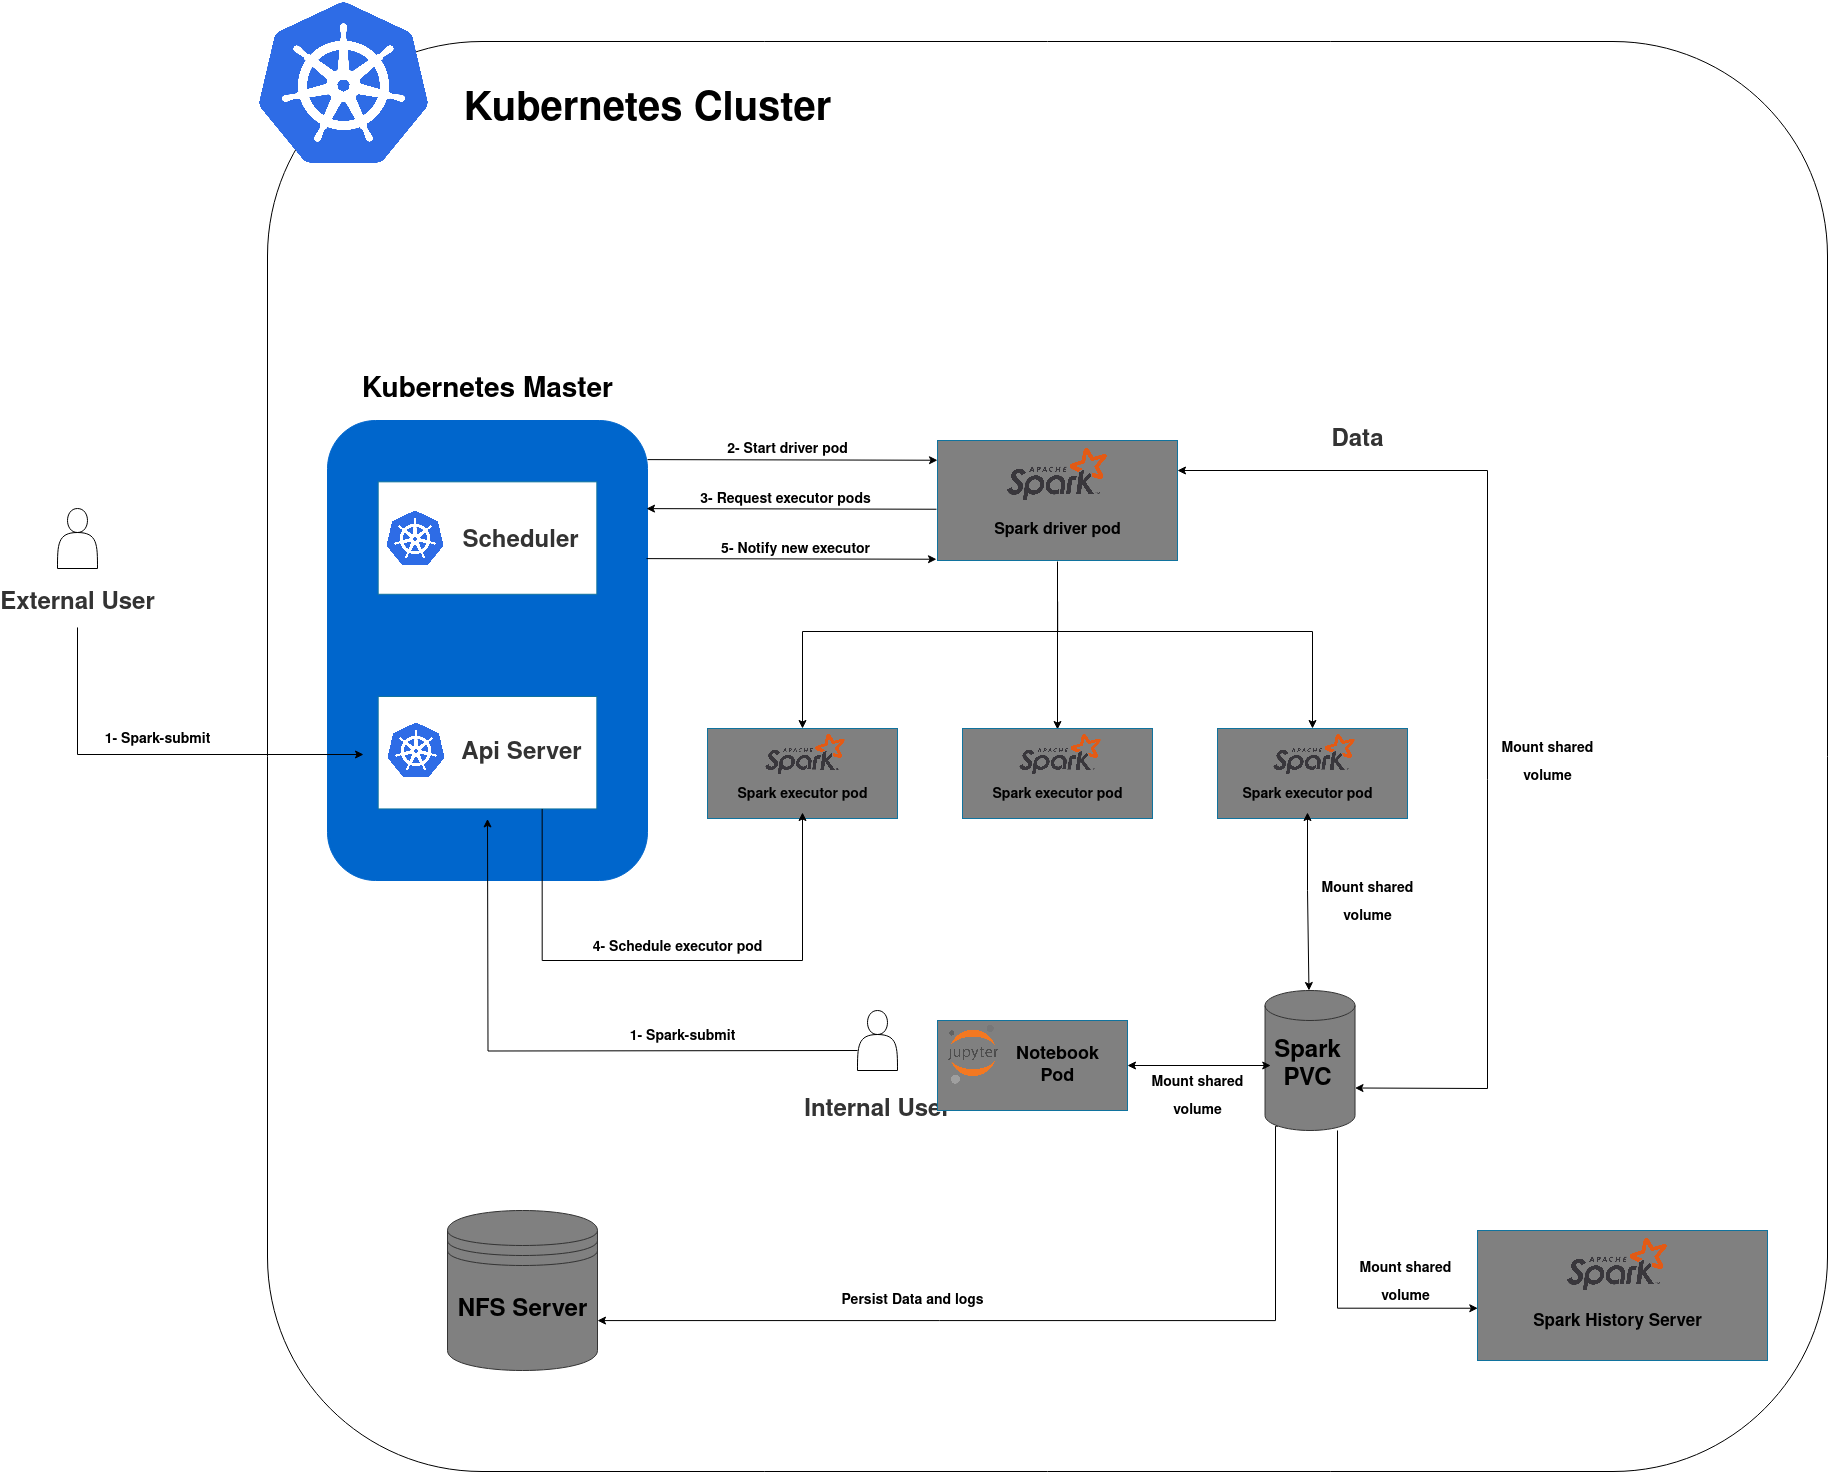 Kubernetes Cluster
Kubernetes Master
Scheduler
Api Server
External User
1- Spark-submit
2- Start driver pod
3- Request executor pods
5- Notify new executor
APACHE
Spark
Spark driver pod
Data
Mount shared
volume
APACHE
Spark
Spark executor pod
APACHE
Spark
Spark executor pod
APACHE
Spark
Spark executor pod
Mount shared
volume
4- Schedule executor pod
1- Spark-submit
Internal User
jupyter
Notebook
Pod
Mount shared
volume
Spark
PVC
NFS Server
Persist Data and logs
Mount shared
volume
APACHE
Spark
Spark History Server